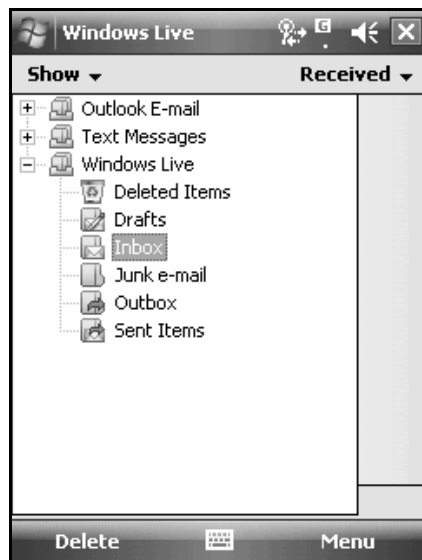 Windows Live
G
Show Received
Outlook E-mail
Text Messages
Windows Live
Deleted Items
Drafts
Inbox
Junk e-mail
Outbox
Sent Items
Delete Menu